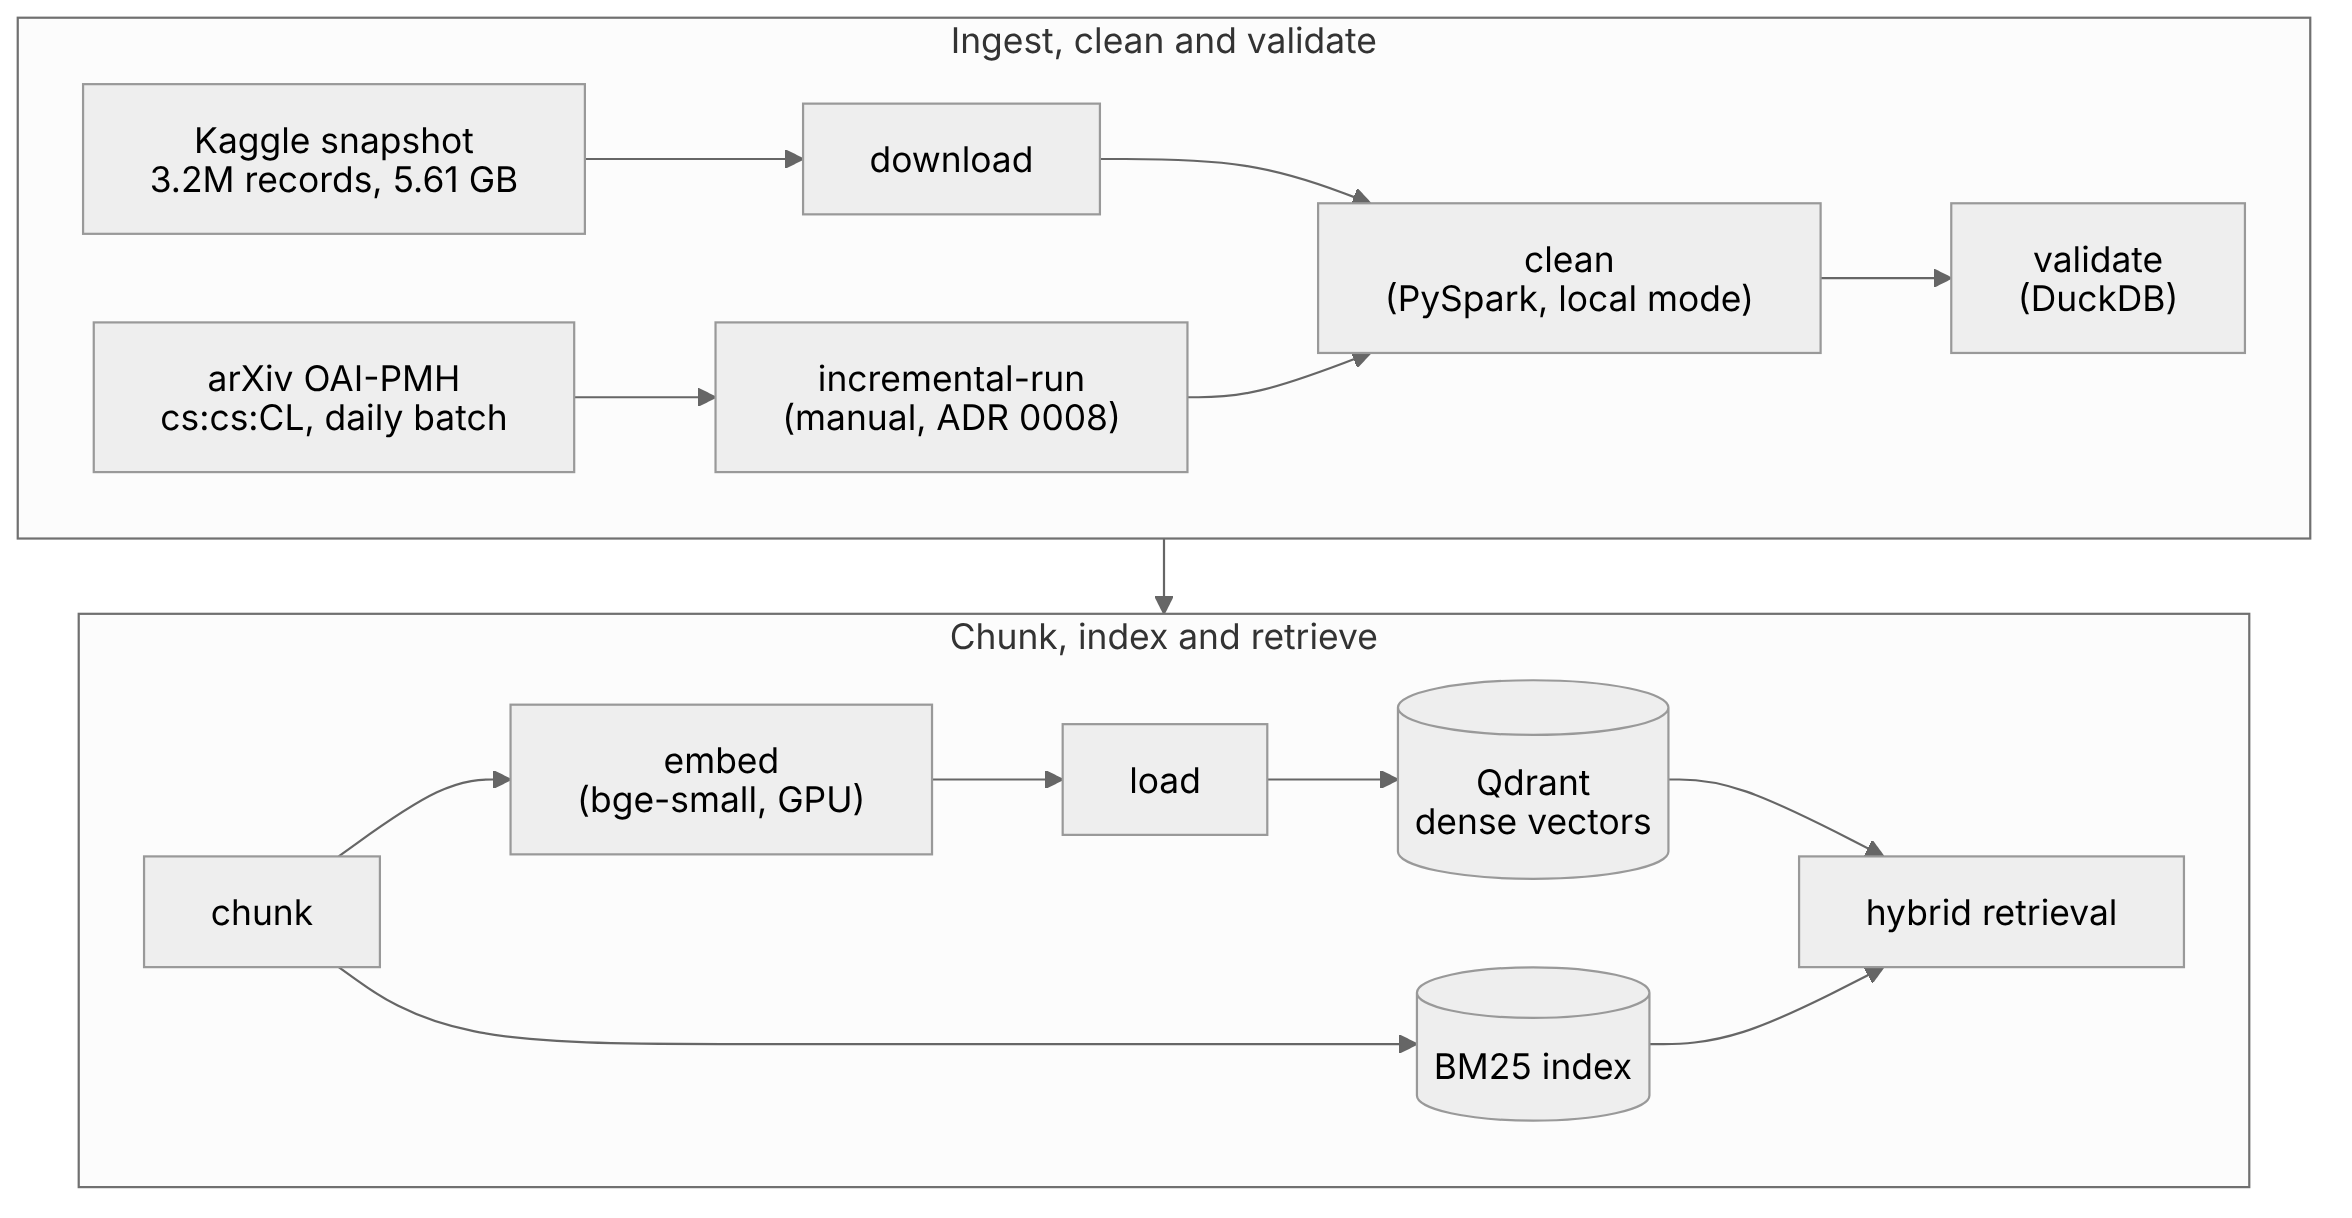 Ingest, clean and validate
Kaggle snapshot
3.2M records, 5.61 GB
download
clean
(PySpark, local mode)
validate
(DuckDB)
arXiv OAI-PMH
cs:cs:CL, daily batch
incremental-run
(manual, ADR 0008)
Chunk, index and retrieve
chunk
embed
(bge-small, GPU)
load
Qdrant
dense vectors
BM25 index
hybrid retrieval